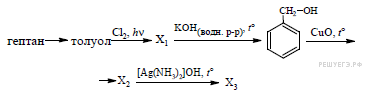 CH₂−OH
гептан → толуол Cl₂, hν → X₁ KOH(водн. р-р), t° → CuO, t° →
→ X₂ [Ag(NH₃)₂]OH, t° → X₃
РЕШУЕГЭ.РФ